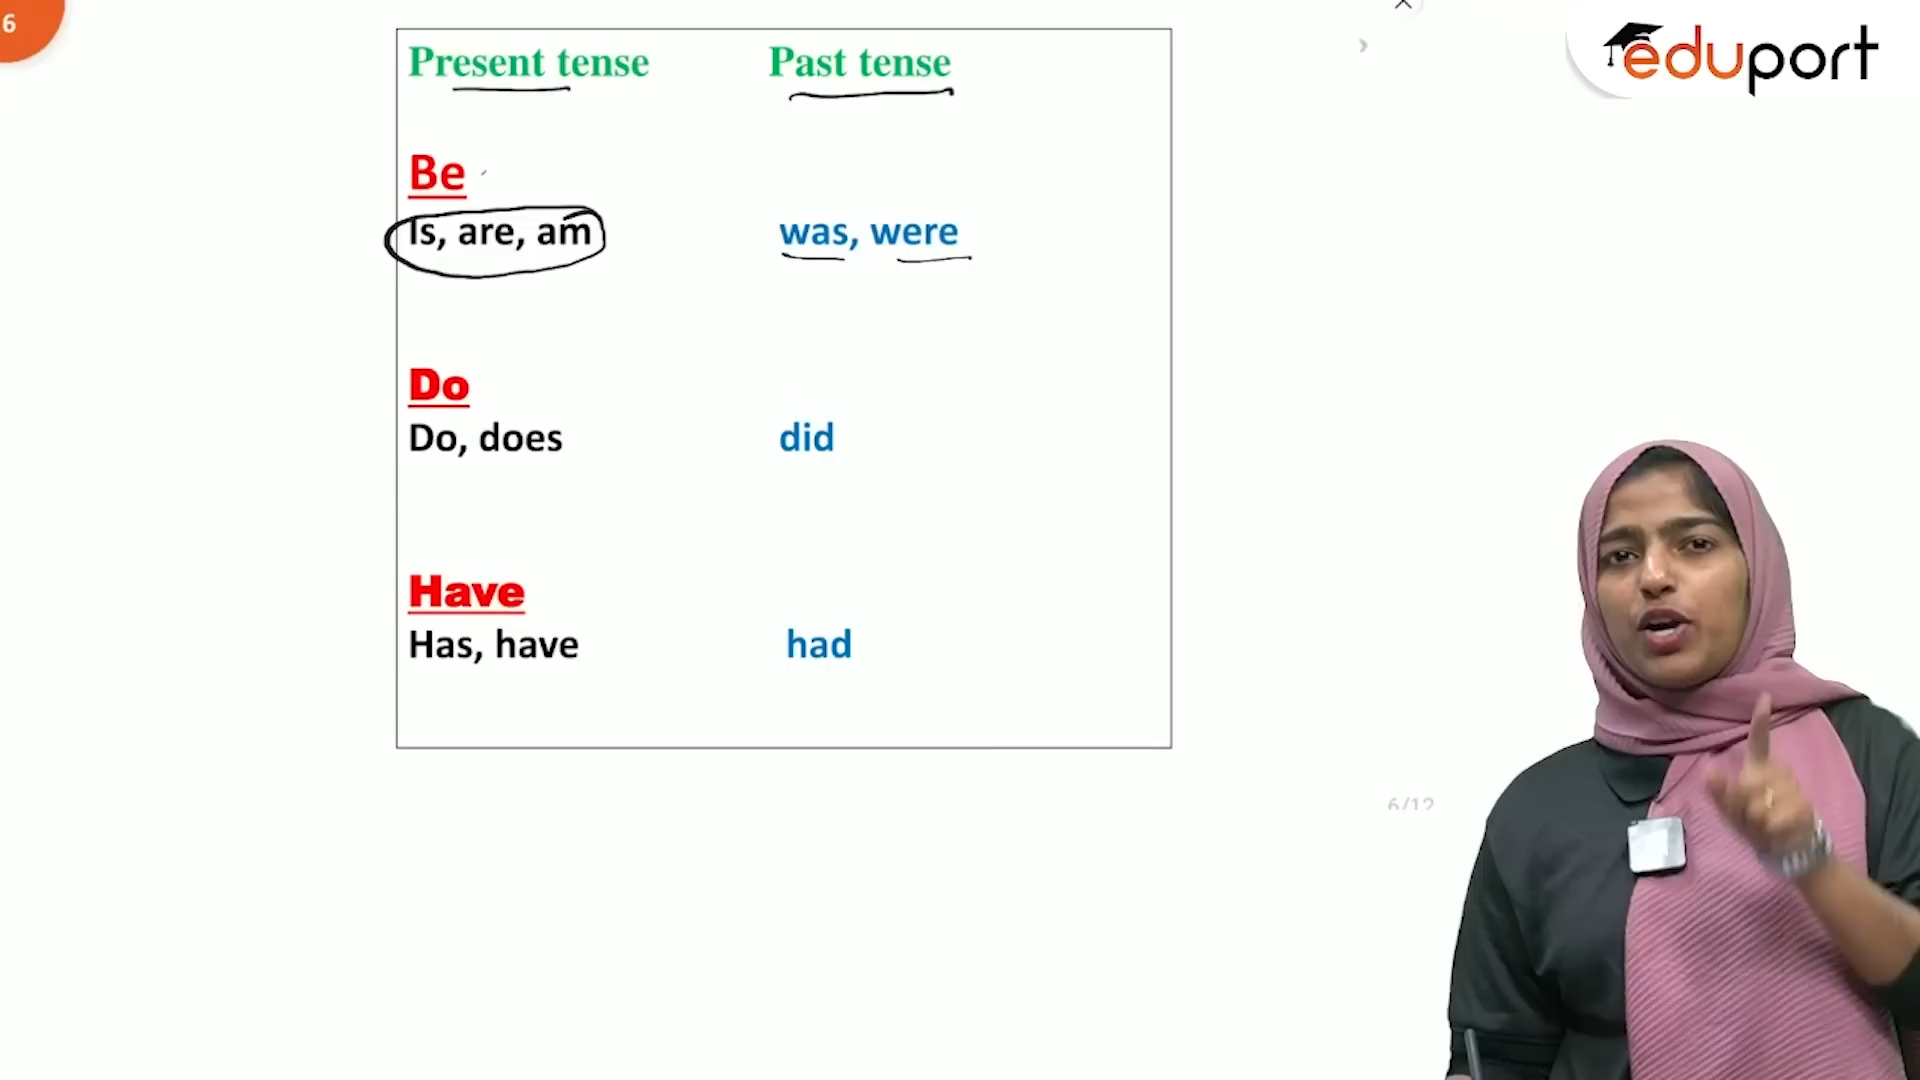 6
eduport
Present tense Past tense
Be
Is, are, am was, were
Do
Do, does did
Have
Has, have had
6/12